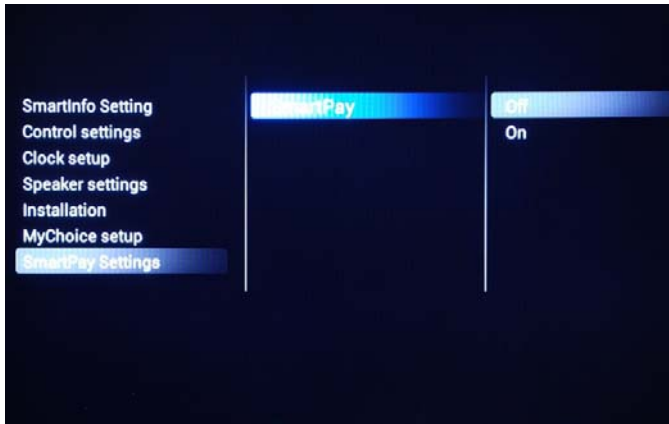 SmartInfo Setting
Control settings
Clock setup
Speaker settings
Installation
MyChoice setup
SmartPay Settings
SmartPay
Off
On